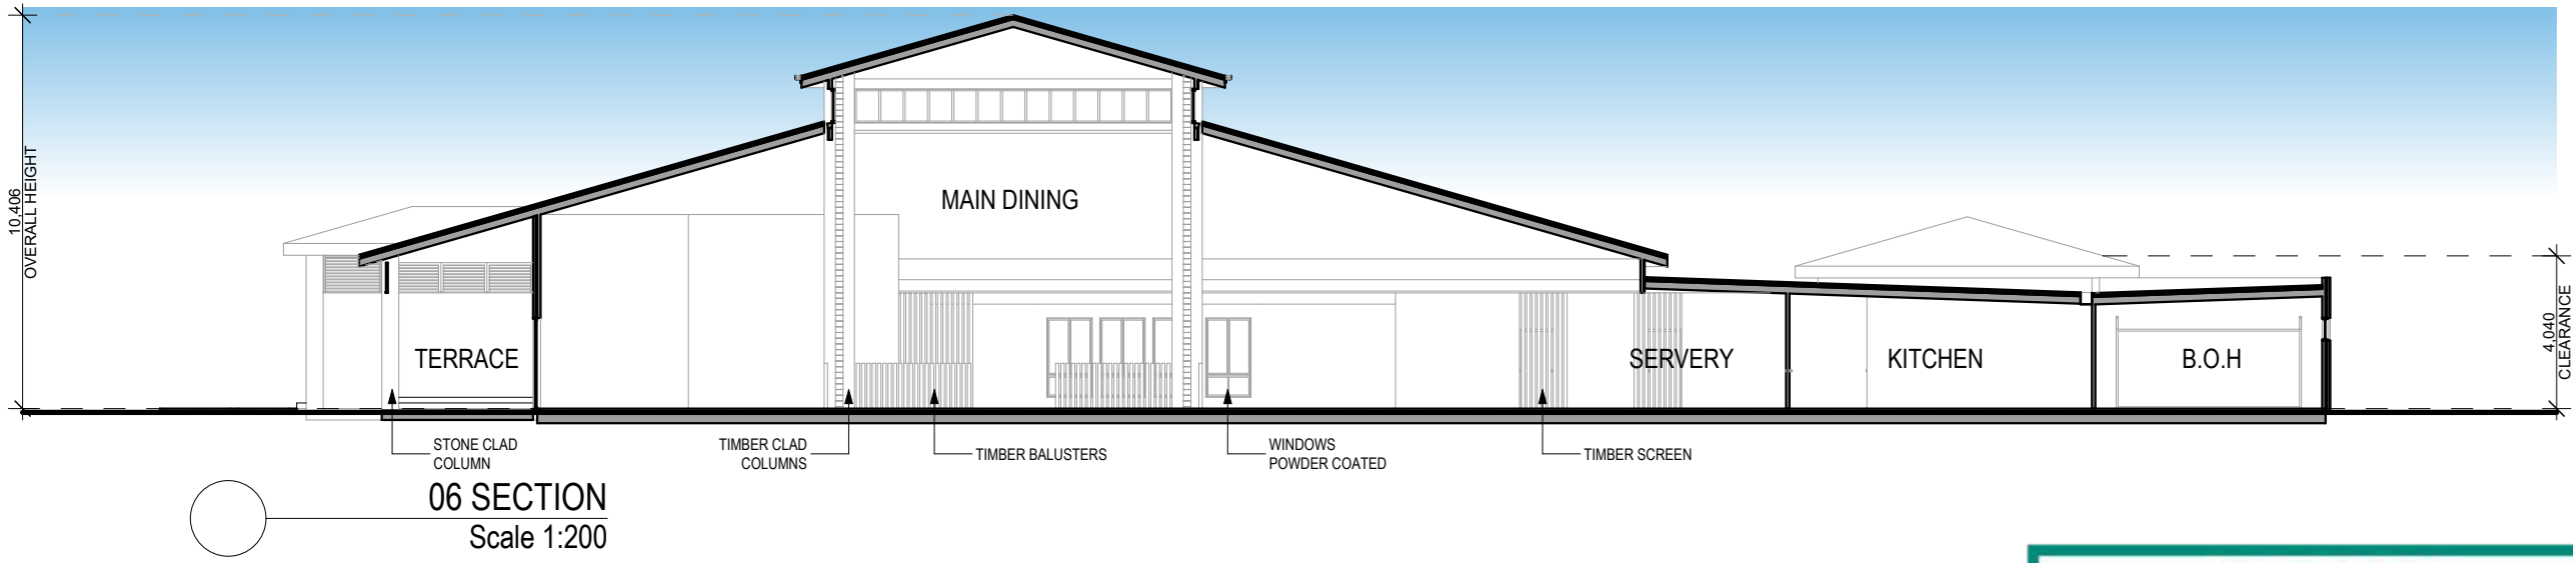 10,406
OVERALL HEIGHT
MAIN DINING
TERRACE
SERVERY
KITCHEN
B.O.H
4,040
CLEARANCE
STONE CLAD
COLUMN
TIMBER CLAD
COLUMNS
TIMBER BALUSTERS
WINDOWS
POWDER COATED
TIMBER SCREEN
06 SECTION
Scale 1:200